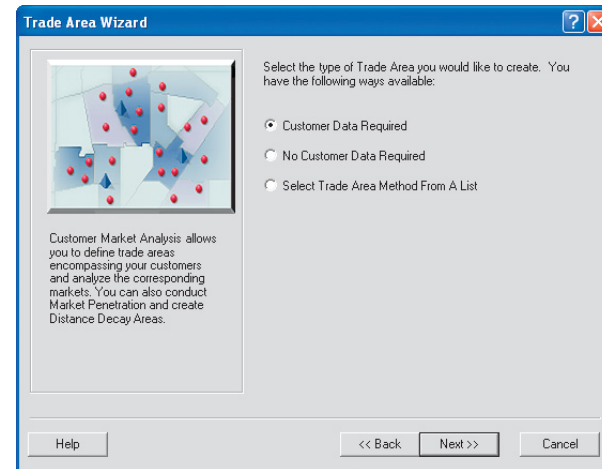 Trade Area Wizard
Select the type of Trade Area you would like to create. You
have the following ways available:
Customer Data Required
No Customer Data Required
Select Trade Area Method From A List
Customer Market Analysis allows
you to define trade areas
encompassing your customers
and analyze the corresponding
markets. You can also conduct
Market Penetration and create
Distance Decay Areas.
Help
<< Back
Next >>
Cancel